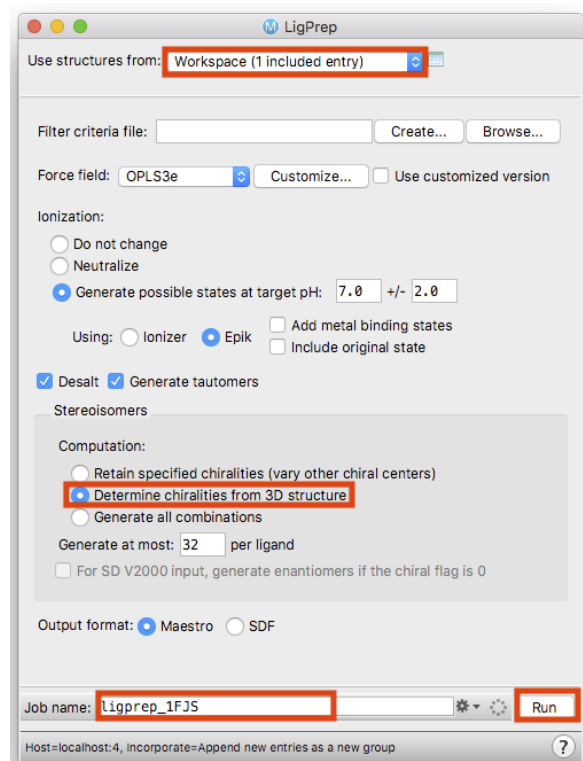 LigPrep
Use structures from: Workspace (1 included entry)
Filter criteria file: Create... Browse...
Force field: OPLS3e Customize... Use customized version
Ionization:
Do not change
Neutralize
Generate possible states at target pH: 7.0 +/- 2.0
Using: Ionizer Epik Add metal binding states
Include original state
Desalt Generate tautomers
Stereoisomers
Computation:
Retain specified chiralities (vary other chiral centers)
Determine chiralities from 3D structure
Generate all combinations
Generate at most: 32 per ligand
For SD V2000 input, generate enantiomers if the chiral flag is 0
Output format: Maestro SDF
Job name: ligprep_1FJS Run
Host=localhost:4, Incorporate=Append new entries as a new group ?